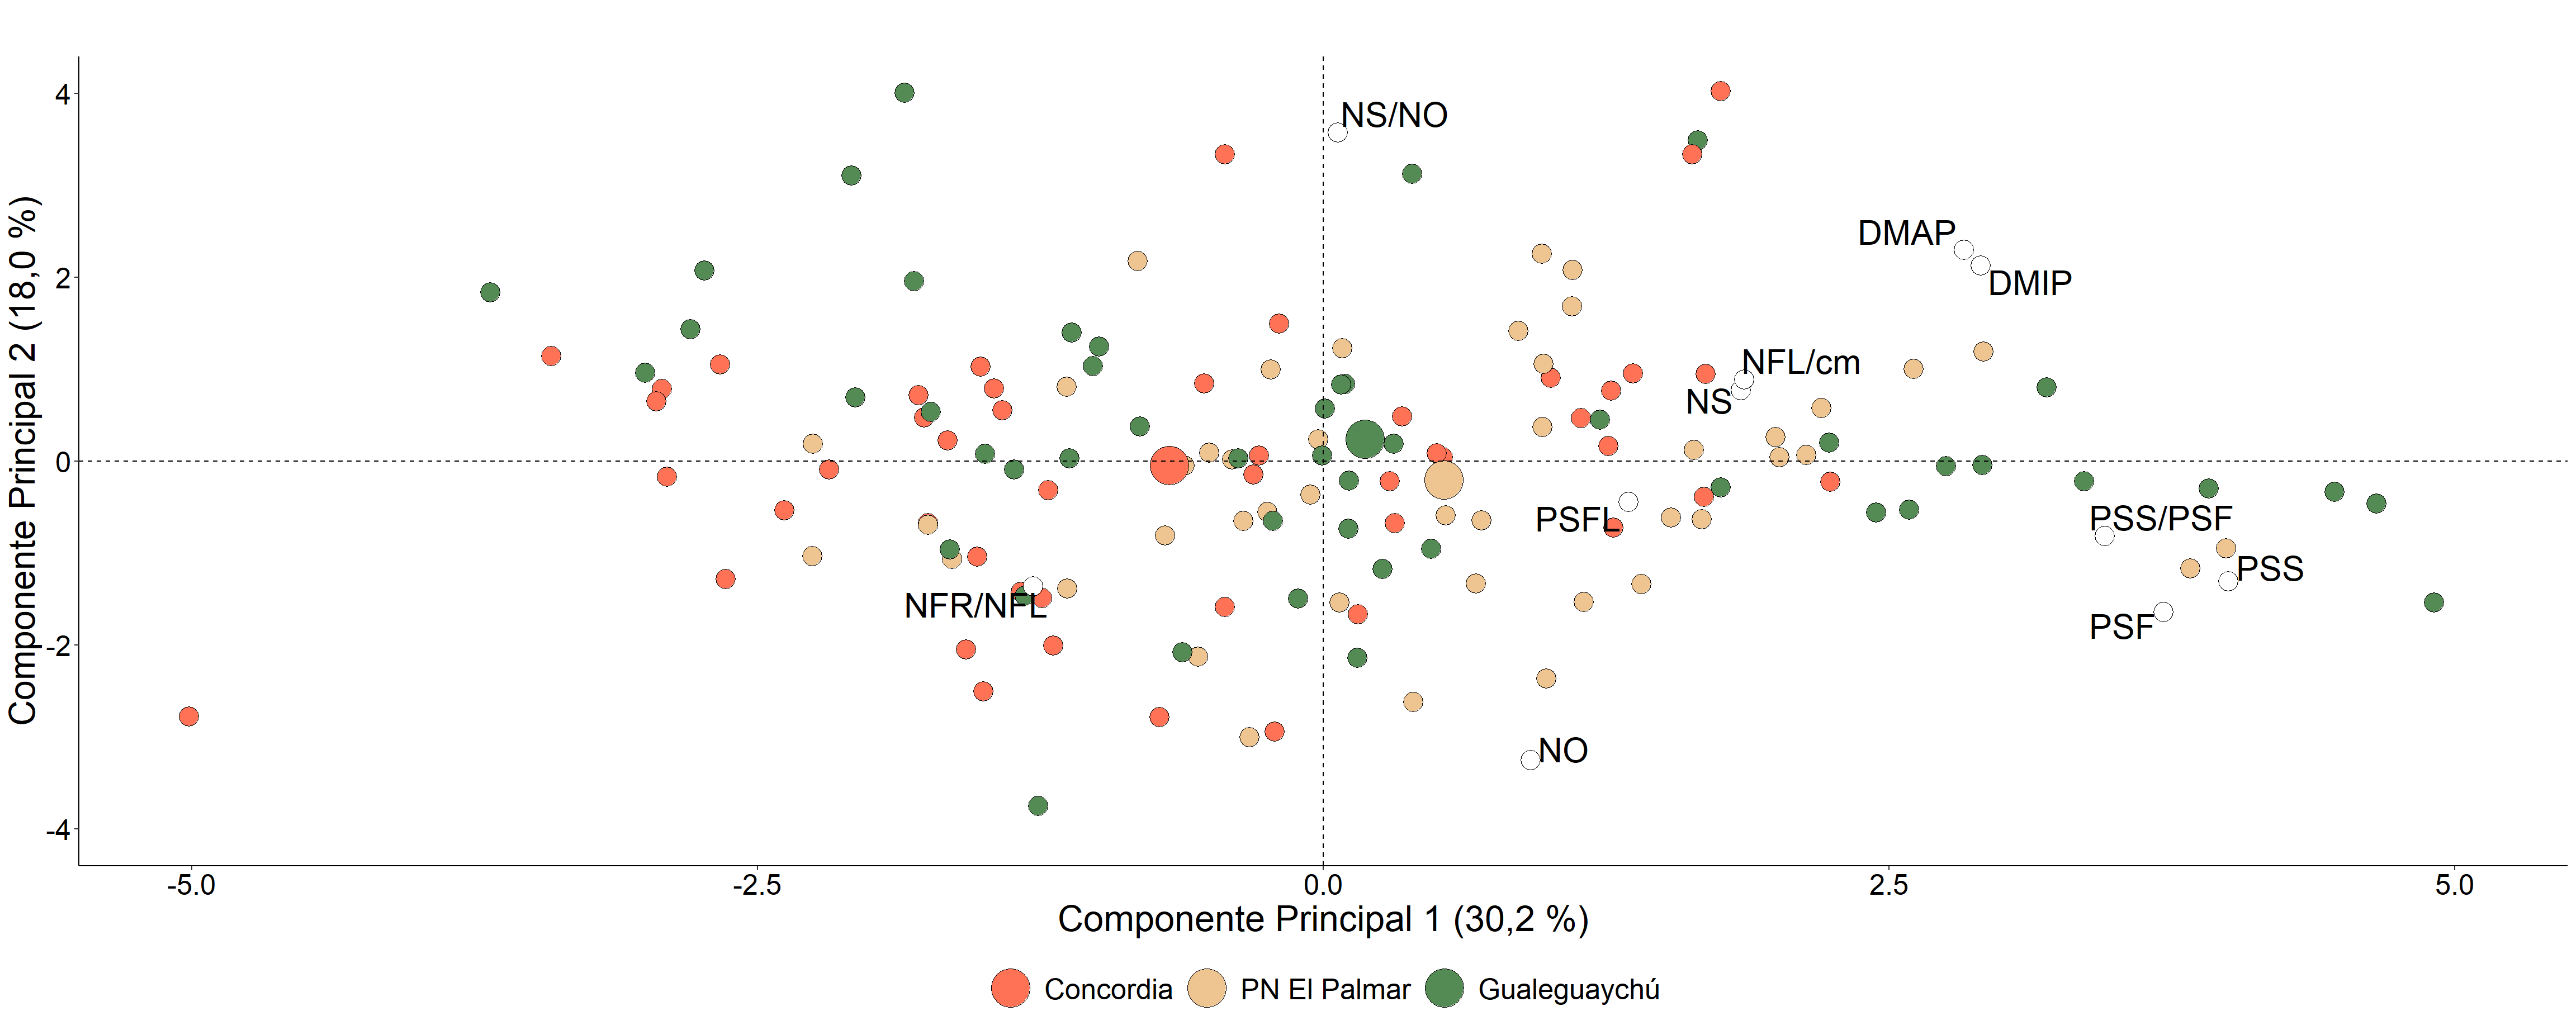 4
2
0
-2
-4
Componente Principal 2 (18,0 %)
NS/NO
DMAP
DMIP
NFL/cm
NS
PSFL
PSS/PSF
PSS
PSF
NFR/NFL
NO
-5.0 -2.5 0.0 2.5 5.0
Componente Principal 1 (30,2 %)
Concordia PN El Palmar Gualeguaychú